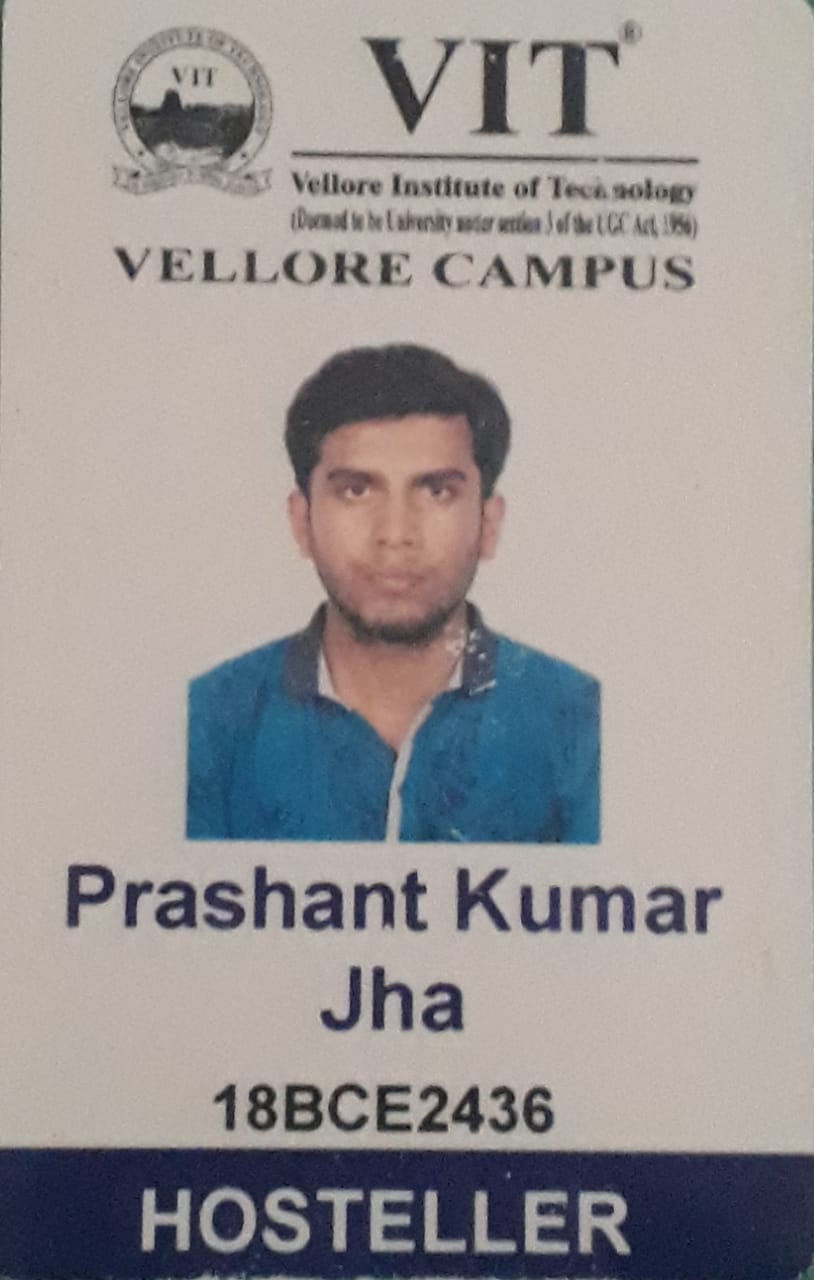 VIT
VIT®
Vellore Institute of Technology
(Deemed to be University under section 3 of the UGC Act, 1956)
VELLORE CAMPUS
Prashant Kumar
Jha
18BCE2436
HOSTELLER